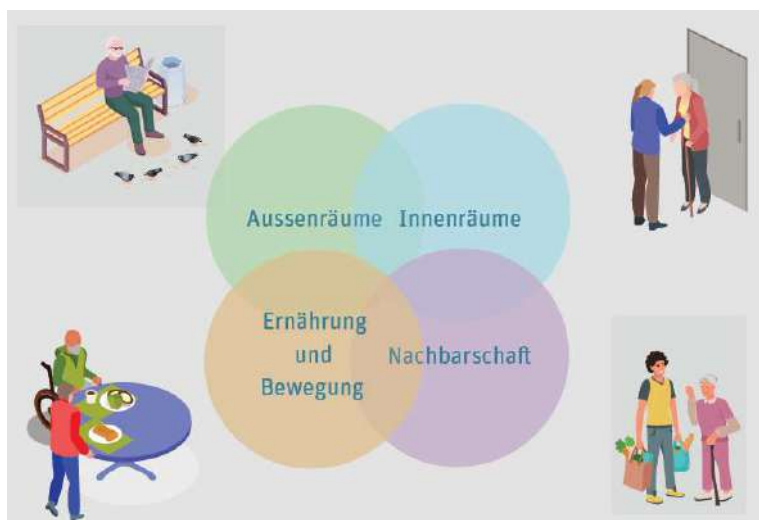 Aussenräume
Innenräume
Ernährung
und
Bewegung
Nachbarschaft